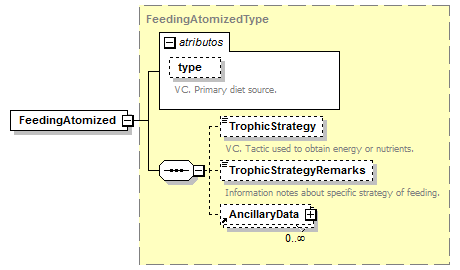 FeedingAtomizedType
atributos
type
VC. Primary diet source.
FeedingAtomized
TrophicStrategy
VC. Tactic used to obtain energy or nutrients.
TrophicStrategyRemarks
Information notes about specific strategy of feeding.
AncillaryData
0..∞